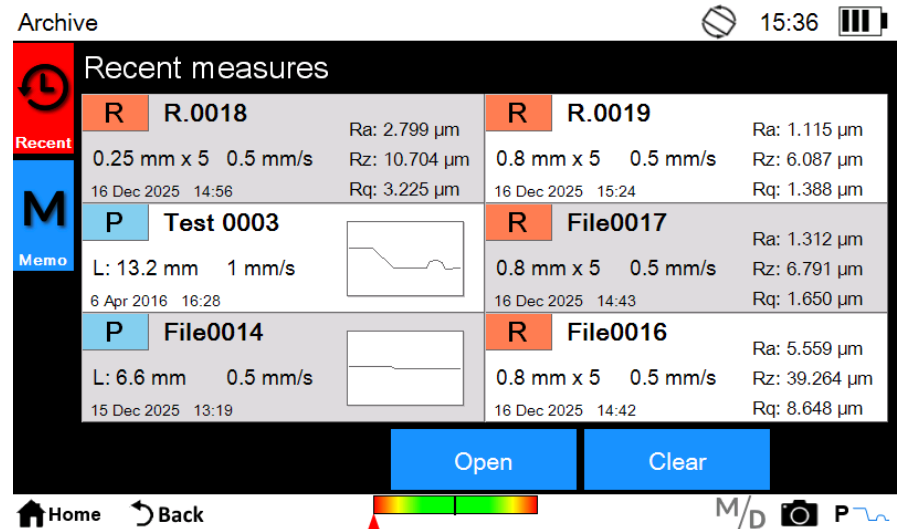 Archive
15:36
Recent
Memo
Recent measures
R R.0018
0.25 mm x 5 0.5 mm/s
16 Dec 2025 14:56
Ra: 2.799 µm
Rz: 10.704 µm
Rq: 3.225 µm
R R.0019
0.8 mm x 5 0.5 mm/s
16 Dec 2025 15:24
Ra: 1.115 µm
Rz: 6.087 µm
Rq: 1.388 µm
P Test 0003
L: 13.2 mm 1 mm/s
6 Apr 2016 16:28
R File0017
0.8 mm x 5 0.5 mm/s
16 Dec 2025 14:43
Ra: 1.312 µm
Rz: 6.791 µm
Rq: 1.650 µm
P File0014
L: 6.6 mm 0.5 mm/s
15 Dec 2025 13:19
R File0016
0.8 mm x 5 0.5 mm/s
16 Dec 2025 14:42
Ra: 5.559 µm
Rz: 39.264 µm
Rq: 8.648 µm
Open
Clear
Home
Back
M/D
P